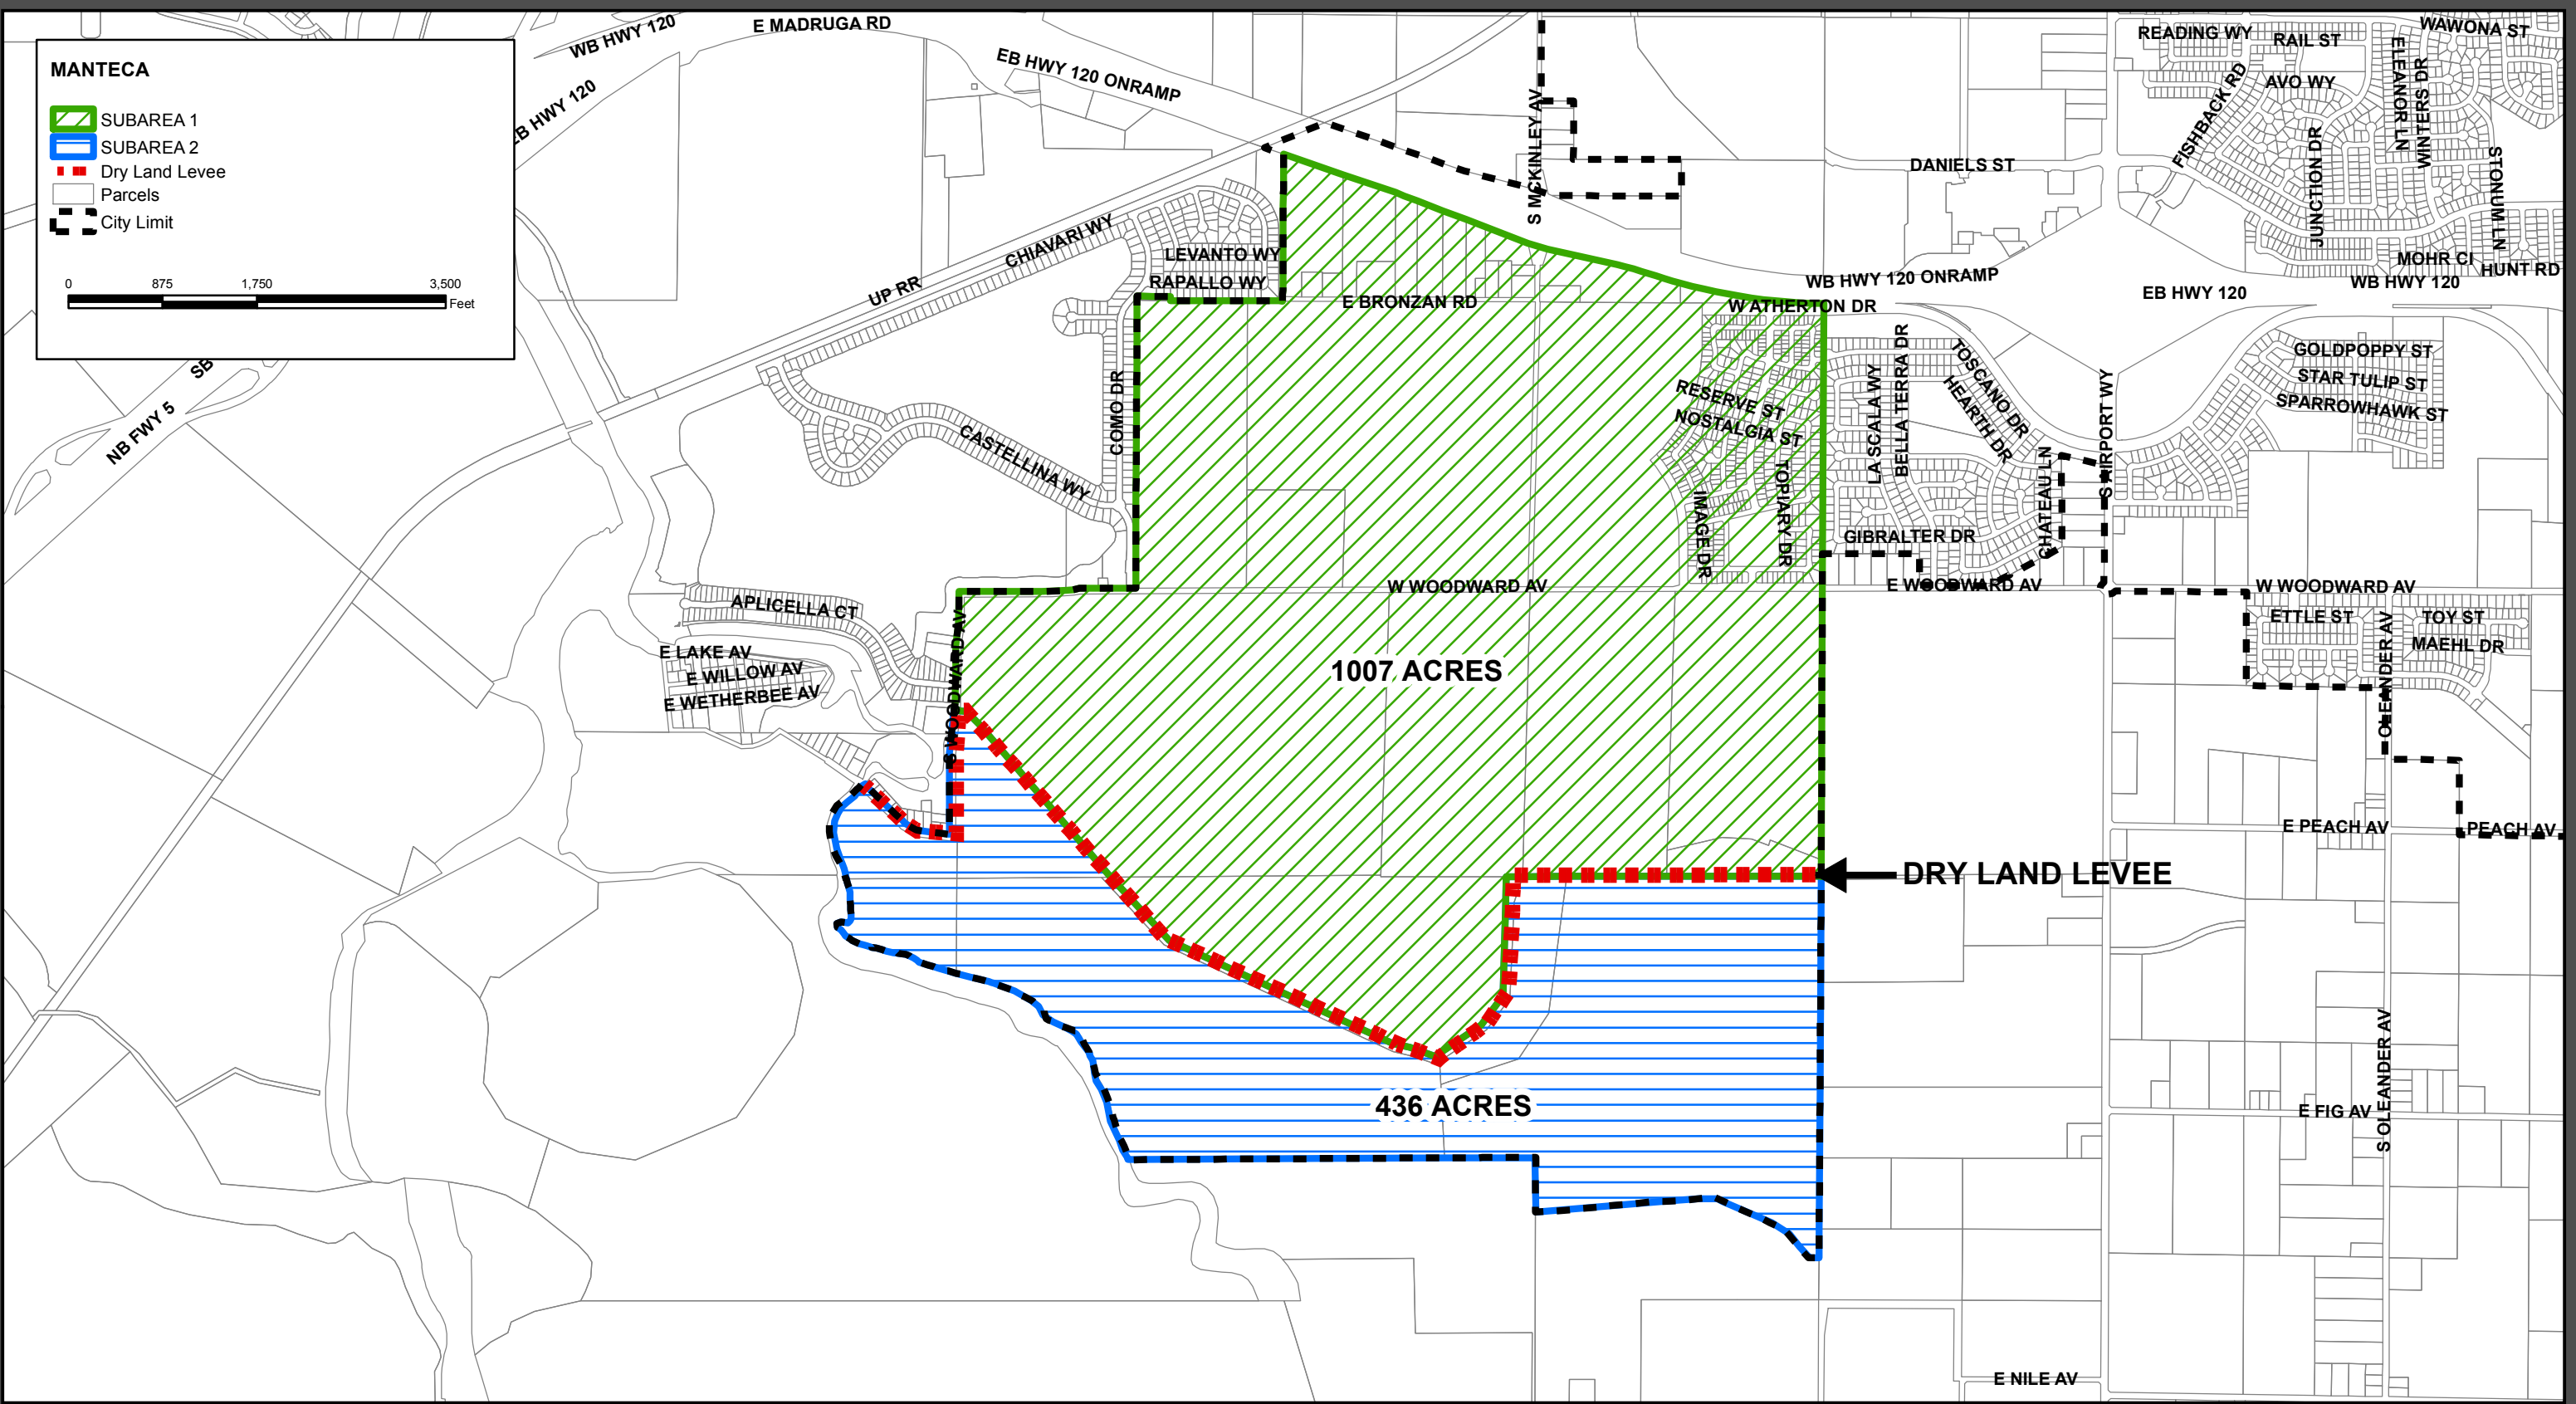 MANTECA
SUBAREA 1
SUBAREA 2
Dry Land Levee
Parcels
City Limit
0 875 1,750 3,500
Feet
WB HWY 120
E MADRUGA RD
EB HWY 120 ONRAMP
EB HWY 120
S MCKINLEY AV
READING WY
RAIL ST
WAWONA ST
AVO WY
FISHBACK RD
ELEANOR LN
WINTERS DR
JUNCTION DR
STONUM LN
DANIELS ST
MOHR CI
HUNT RD
WB HWY 120
EB HWY 120
WB HWY 120 ONRAMP
CHIAVARI WY
LEVANTO WY
RAPALLO WY
UP RR
E BRONZAN RD
W ATHERTON DR
SB
NB FWY 5
COMO DR
CASTELLINA WY
RESERVE ST
NOSTALGIA ST
IMAGE DR
TOPIARY DR
LA SCALA WY
BELLATERRA DR
TOSCANO DR
HEARTH DR
CHATEAU LN
S AIRPORT WY
GIBRALTER DR
GOLDPOPPY ST
STAR TULIP ST
SPARROWHAWK ST
W WOODWARD AV
E WOODWARD AV
W WOODWARD AV
APLICELLA CT
E LAKE AV
E WILLOW AV
E WETHERBEE AV
S WOODWARD AV
ETTLE ST
TOY ST
MAEHL DR
OLEANDER AV
1007 ACRES
E PEACH AV
PEACH AV
DRY LAND LEVEE
436 ACRES
E FIG AV
S OLEANDER AV
E NILE AV